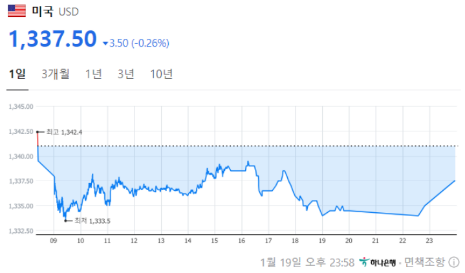 미국 USD
1,337.50 ▼3.50 (-0.26%)
1일 3개월 1년 3년 10년
1,345.00
1,342.50
최고 1,342.4
1,340.00
1,337.50
1,335.00
최저 1,333.5
1,332.50
09 10 11 12 13 14 15 16 17 18 19 20 21 22 23
1월 19일 오후 23:58 하나은행 · 면책조항